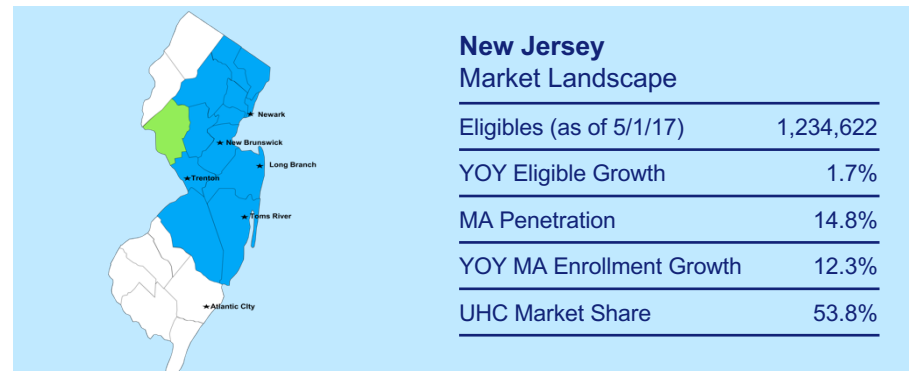 New Jersey
Market Landscape
Eligibles (as of 5/1/17) 1,234,622
YOY Eligible Growth 1.7%
MA Penetration 14.8%
YOY MA Enrollment Growth 12.3%
UHC Market Share 53.8%
Newark
New Brunswick
Long Branch
Trenton
Toms River
Atlantic City